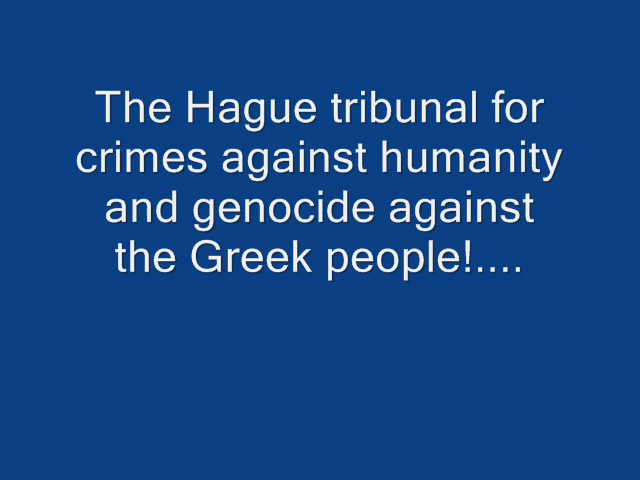 The Hague tribunal for
crimes against humanity
and genocide against
the Greek people!....